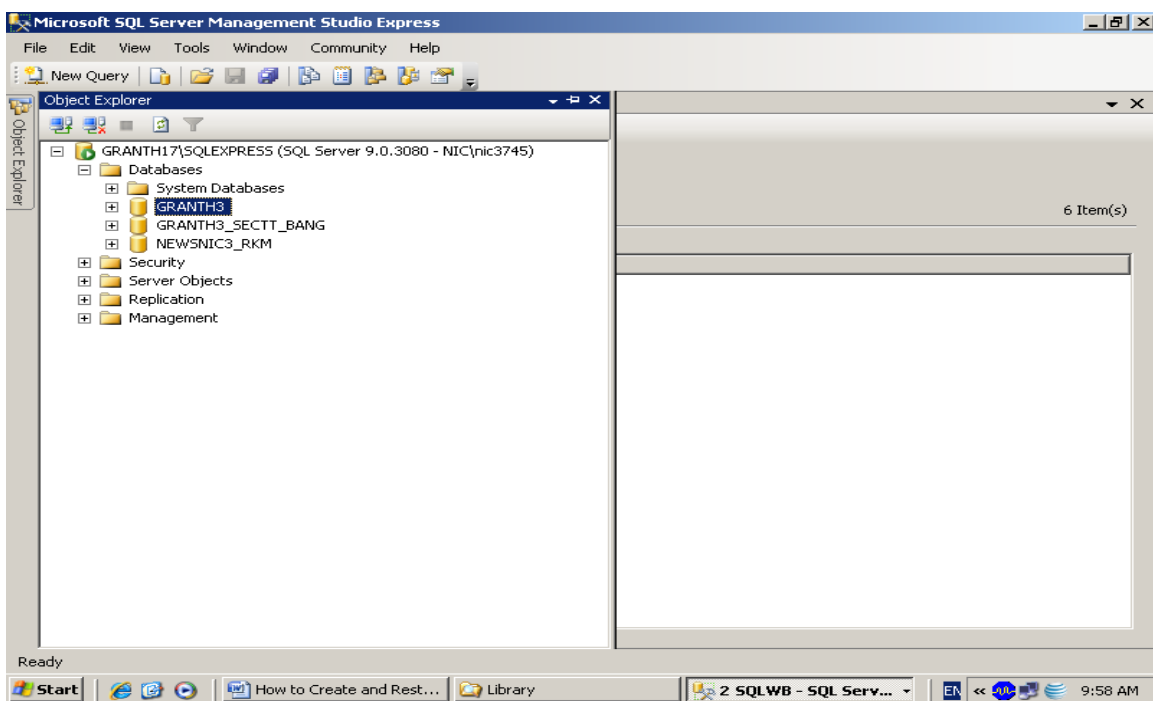 Microsoft SQL Server Management Studio Express
File Edit View Tools Window Community Help
New Query
Object Explorer
Object Explorer
GRANTH17\SQLEXPRESS (SQL Server 9.0.3080 - NIC\nic3745)
Databases
System Databases
GRANTH3
GRANTH3_SECTT_BANG
NEWSNIC3_RKM
Security
Server Objects
Replication
Management
6 Item(s)
Ready
Start How to Create and Rest... Library 2 SQLWB - SQL Serv... EN « 9:58 AM